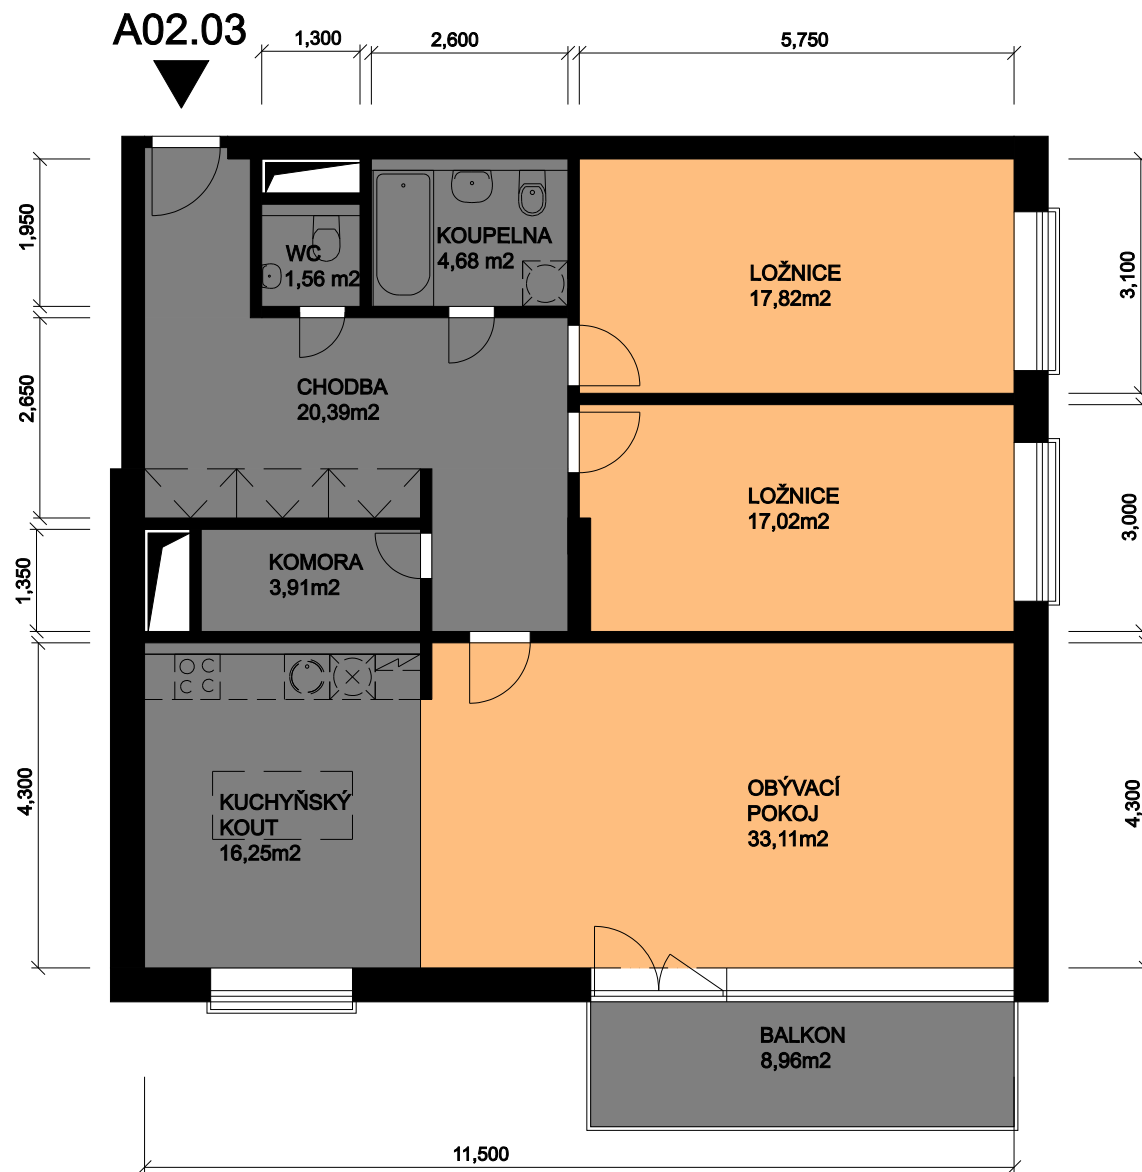 A02.03
1,300
2,600
5,750
1,950
2,650
1,350
4,300
WC
1,56 m2
KOUPELNA
4,68 m2
LOŽNICE
17,82m2
3,100
CHODBA
20,39m2
LOŽNICE
17,02m2
3,000
KOMORA
3,91m2
KUCHYŇSKÝ
KOUT
16,25m2
OBÝVACÍ
POKOJ
33,11m2
4,300
BALKON
8,96m2
11,500